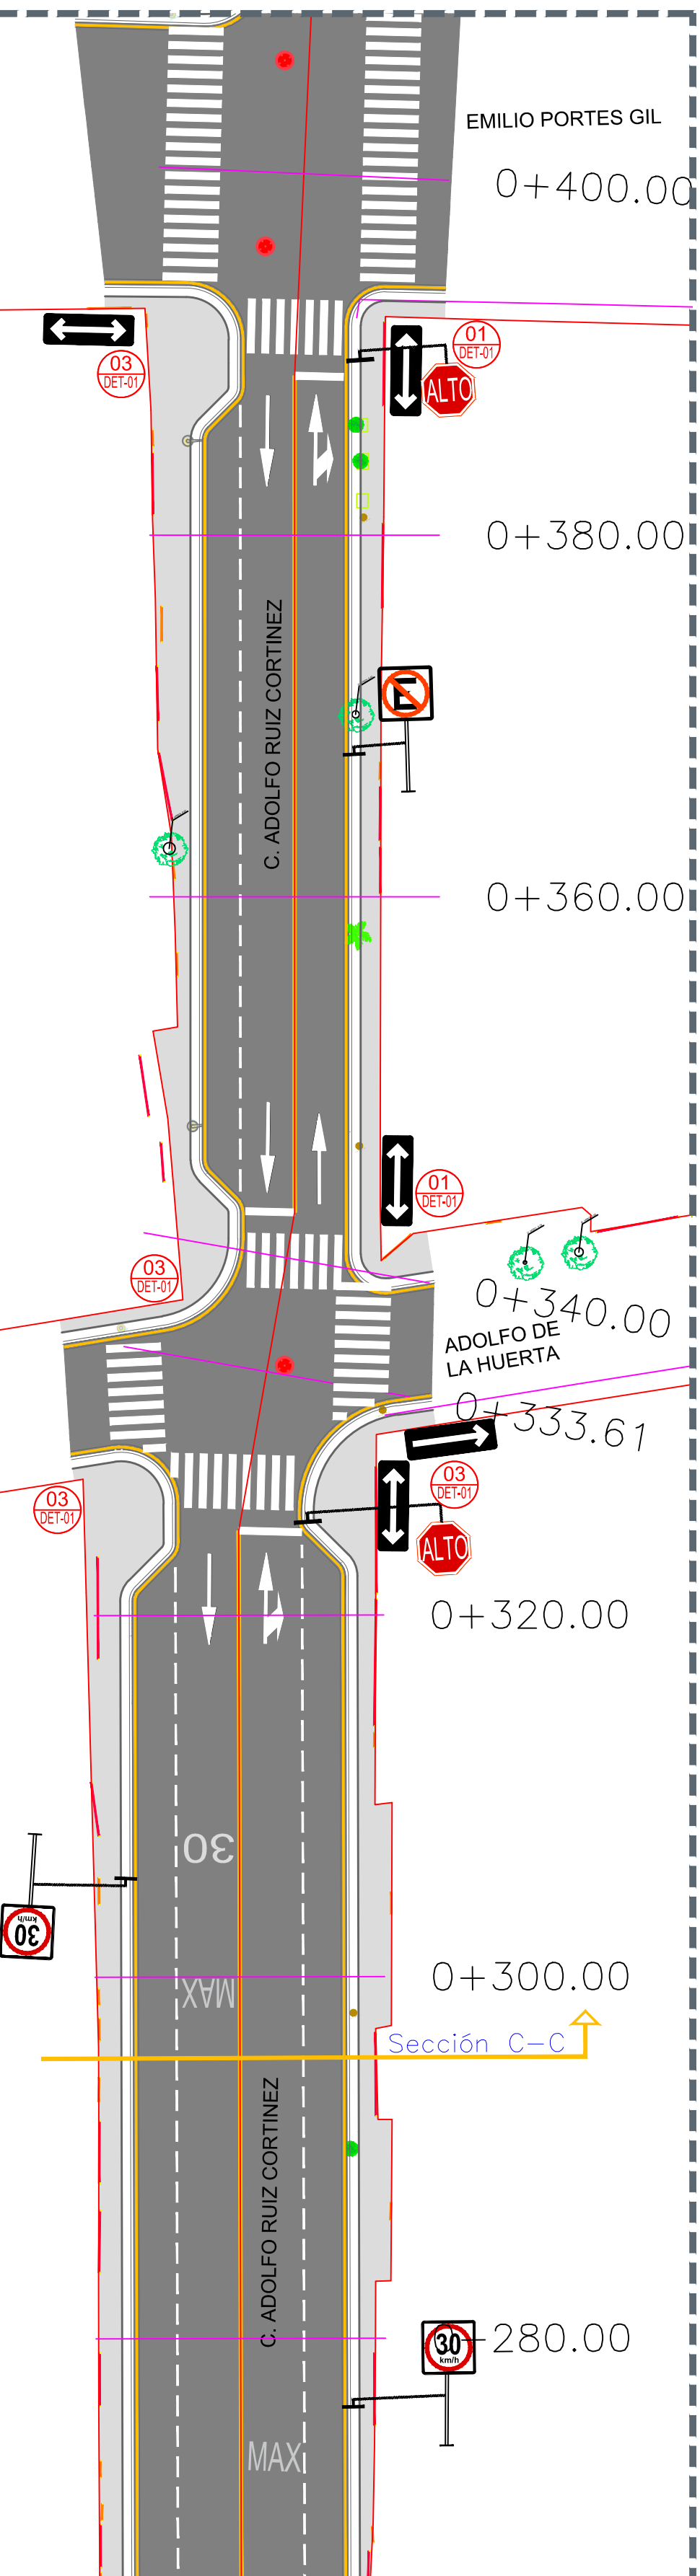 EMILIO PORTES GIL
0+400.00
03
DET-01
01
DET-01
ALTO
0+380.00
C. ADOLFO RUIZ CORTINEZ
E
0+360.00
01
DET-01
03
DET-01
0+340.00
ADOLFO DE
LA HUERTA
0+333.61
03
DET-01
03
DET-01
ALTO
0+320.00
30
30
km/h
0+300.00
MAX
Sección C-C
C. ADOLFO RUIZ CORTINEZ
0+280.00
30
km/h
MAX